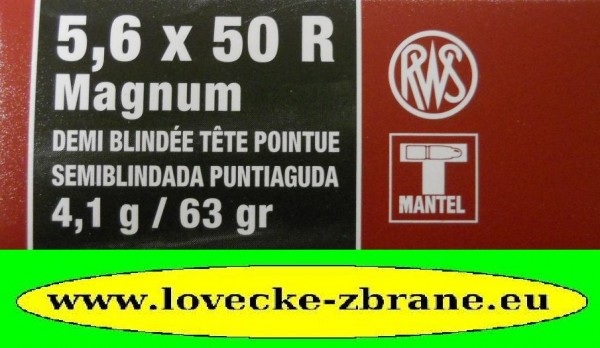 5,6 x 50 R
Magnum
DEMI BLINDÉE TÊTE POINTUE
SEMIBLINDADA PUNTIAGUDA
4,1 g / 63 gr
RWS
T
MANTEL
www.lovecke-zbrane.eu